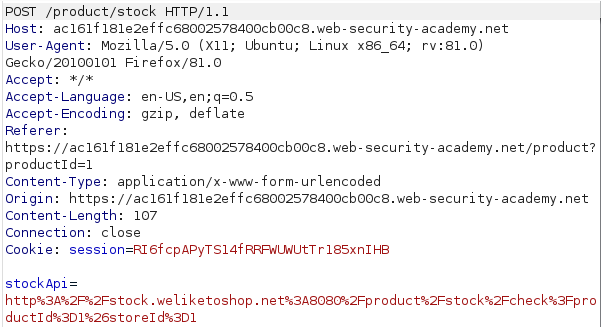 POST /product/stock HTTP/1.1
Host: ac161f181e2effc68002578400cb00c8.web-security-academy.net
User-Agent: Mozilla/5.0 (X11; Ubuntu; Linux x86_64; rv:81.0)
Gecko/20100101 Firefox/81.0
Accept: */*
Accept-Language: en-US,en;q=0.5
Accept-Encoding: gzip, deflate
Referer:
https://ac161f181e2effc68002578400cb00c8.web-security-academy.net/product?
productId=1
Content-Type: application/x-www-form-urlencoded
Origin: https://ac161f181e2effc68002578400cb00c8.web-security-academy.net
Content-Length: 107
Connection: close
Cookie: session=RI6fcpAPyTS14fRRFWUWUtTr185xnIHB
stockApi=
http%3A%2F%2Fstock.weliketoshop.net%3A8080%2Fproduct%2Fstock%2Fcheck%3Fpro
ductId%3D1%26storeId%3D1